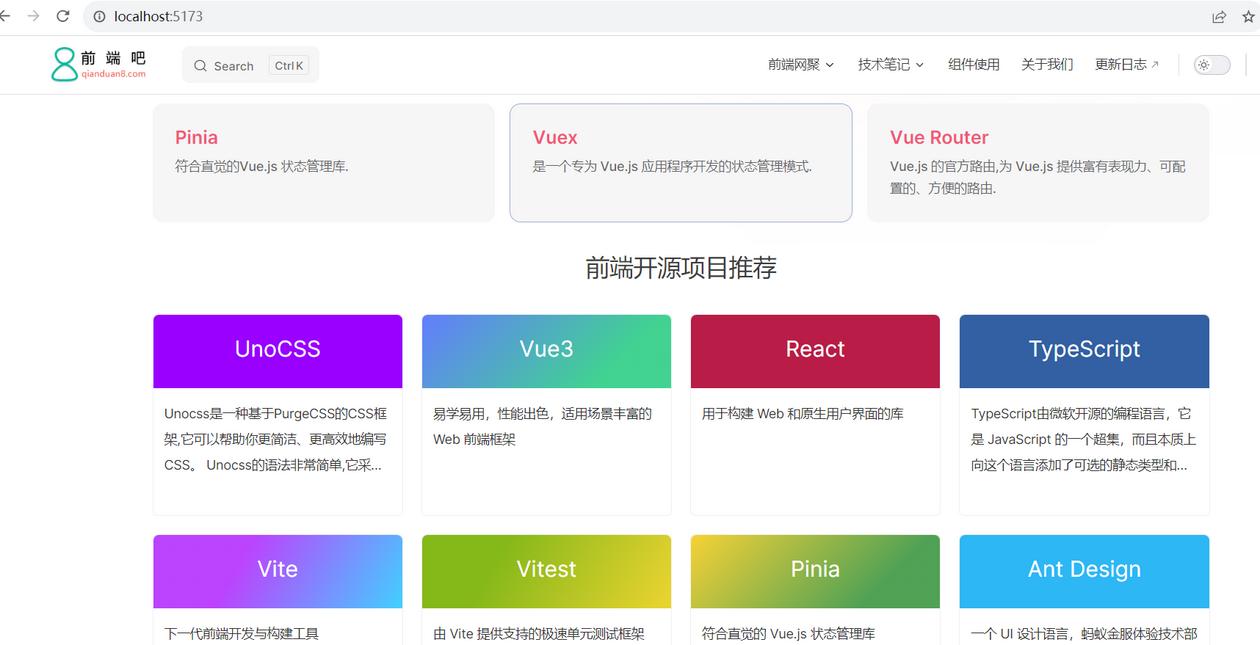 localhost:5173
前端吧
qianduan8.com
Search
Ctrl K
前端网聚
技术笔记
组件使用
关于我们
更新日志
Pinia
符合直觉的Vue.js 状态管理库.
Vuex
是一个专为 Vue.js 应用程序开发的状态管理模式.
Vue Router
Vue.js 的官方路由,为 Vue.js 提供富有表现力、可配
置的、方便的路由.
前端开源项目推荐
UnoCSS
Unocss是一种基于PurgeCSS的CSS框
架,它可以帮助你更简洁、更高效地编写
CSS。 Unocss的语法非常简单,它采...
Vue3
易学易用，性能出色，适用场景丰富的
Web 前端框架
React
用于构建 Web 和原生用户界面的库
TypeScript
TypeScript由微软开源的编程语言，它
是 JavaScript 的一个超集，而且本质上
向这个语言添加了可选的静态类型和...
Vite
下一代前端开发与构建工具
Vitest
由 Vite 提供支持的极速单元测试框架
Pinia
符合直觉的 Vue.js 状态管理库
Ant Design
一个 UI 设计语言，蚂蚁金服体验技术部